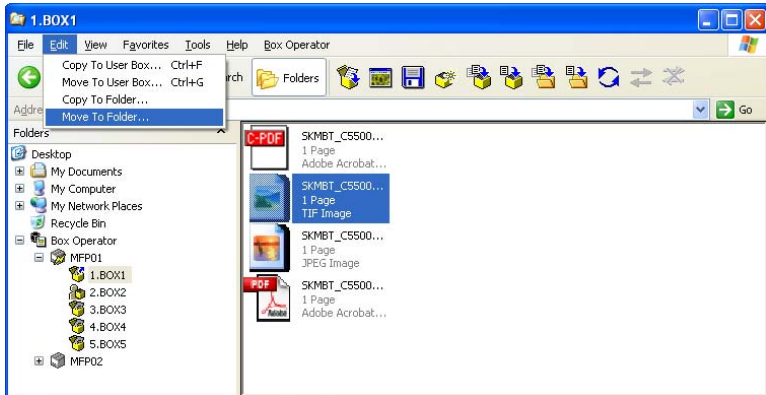 1.BOX1
File Edit View Favorites Tools Help Box Operator
Copy To User Box... Ctrl+F
Move To User Box... Ctrl+G
Copy To Folder...
Move To Folder...
rch Folders
Addre
Go
Folders
Desktop
My Documents
My Computer
My Network Places
Recycle Bin
Box Operator
MFP01
1.BOX1
2.BOX2
3.BOX3
4.BOX4
5.BOX5
MFP02
C-PDF
SKMBT_C5500...
1 Page
Adobe Acrobat...
SKMBT_C5500...
1 Page
TIF Image
SKMBT_C5500...
1 Page
JPEG Image
PDF
Adobe
SKMBT_C5500...
1 Page
Adobe Acrobat...